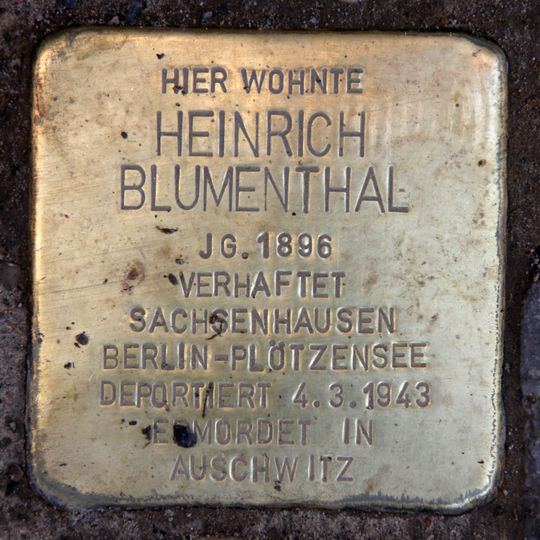 HIER WOHNTE
HEINRICH
BLUMENTHAL
JG. 1896
VERHAFTET
SACHSENHAUSEN
BERLIN-PLÖTZENSEE
DEPORTIERT 4.3.1943
ERMORDET IN
AUSCHWITZ